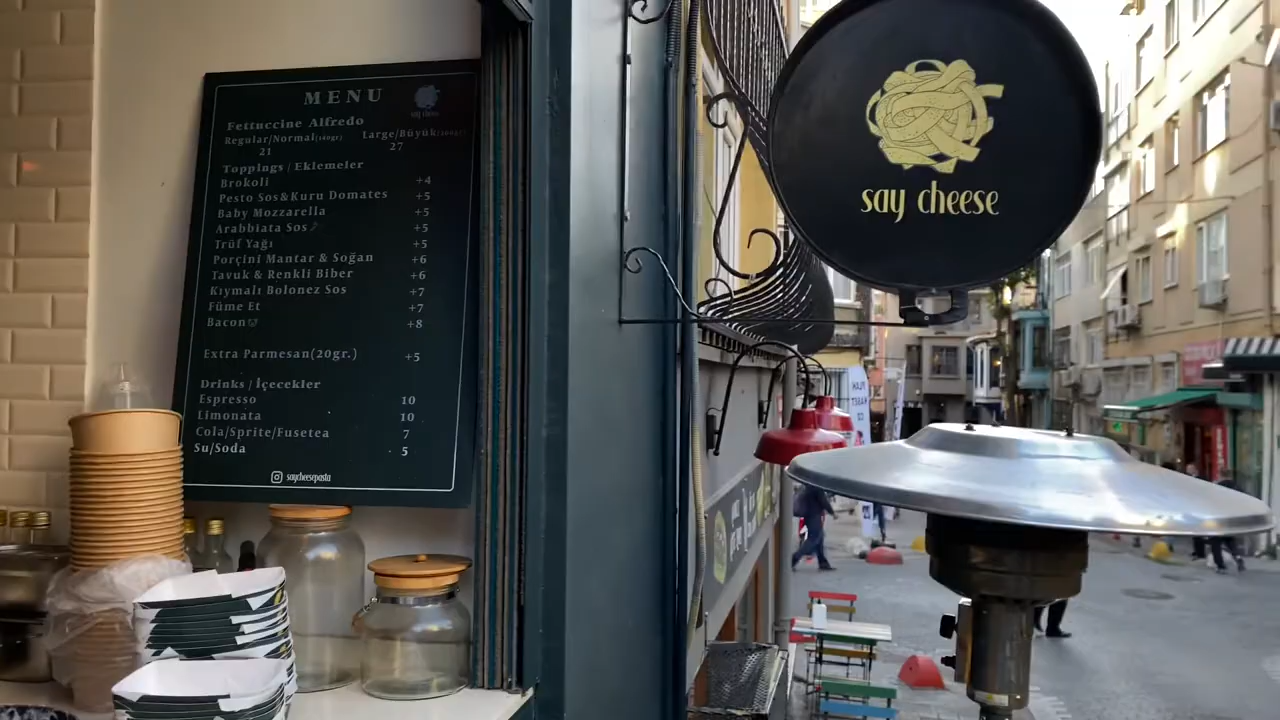 MENU
say cheese
Fettuccine Alfredo
Regular/Normal(160gr) Large/Büyük
21 27
Toppings / Eklemeler
Brokoli +4
Pesto Sos&Kuru Domates +5
Baby Mozzarella +5
Arabbiata Sos +5
Trüf Yağı +5
Porçini Mantar & Soğan +6
Tavuk & Renkli Biber +6
Kıymalı Bolonez Sos +7
Füme Et +7
Bacon +8
Extra Parmesan(20gr.) +5
Drinks / İçecekler
Espresso 10
Limonata 10
Cola/Sprite/Fusetea 7
Su/Soda 5
saycheesepasta
say cheese